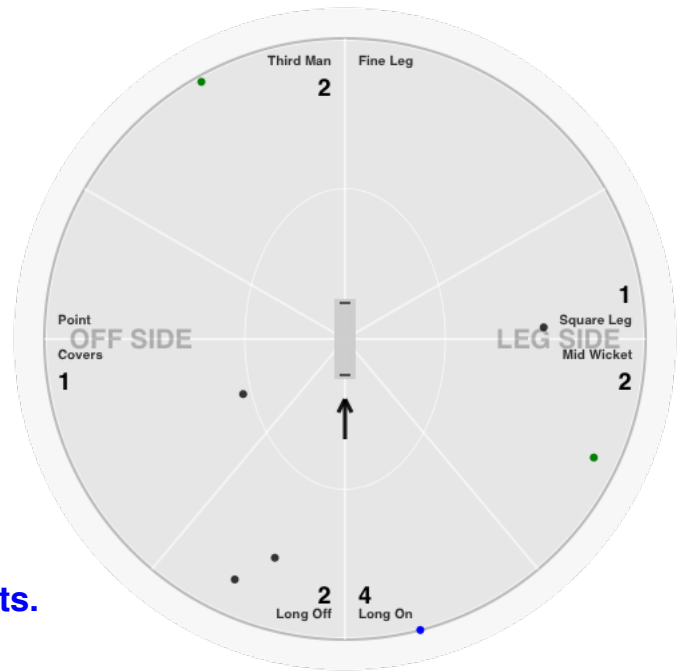 Third Man
Fine Leg
2
1
Point
Square Leg
OFF SIDE
LEG SIDE
Covers
Mid Wicket
1
2
ts.
2
4
Long Off
Long On